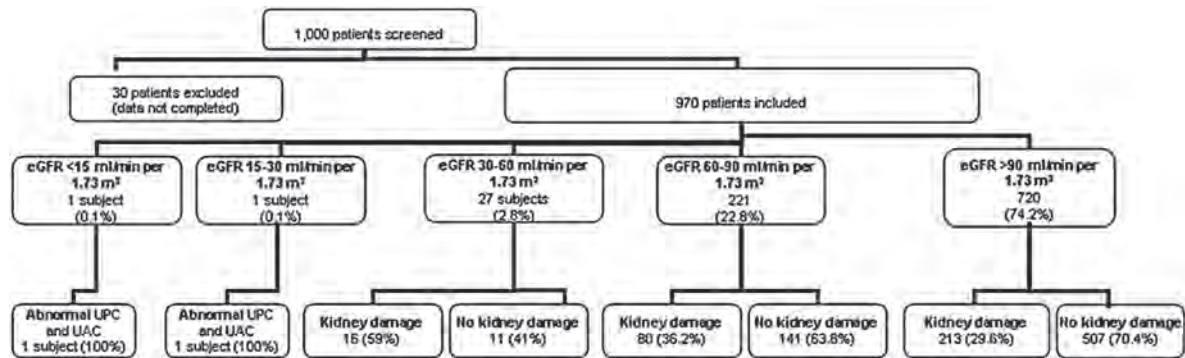 1,000 patients screened
30 patients excluded
(data not completed)
970 patients included
eGFR <15 ml/min per
1.73 m²
1 subject
(0.1%)
eGFR 15-30 ml/min per
1.73 m²
1 subject
(0.1%)
eGFR 30-60 ml/min per
1.73 m²
27 subjects
(2.8%)
eGFR 60-90 ml/min per
1.73 m²
221
(22.8%)
eGFR >90 ml/min per
1.73 m²
720
(74.2%)
Abnormal UPC
and UAC
1 subject (100%)
Abnormal UPC
and UAC
1 subject (100%)
Kidney damage
16 (59%)
No kidney damage
11 (41%)
Kidney damage
80 (36.2%)
No kidney damage
141 (63.8%)
Kidney damage
213 (29.6%)
No kidney damage
507 (70.4%)